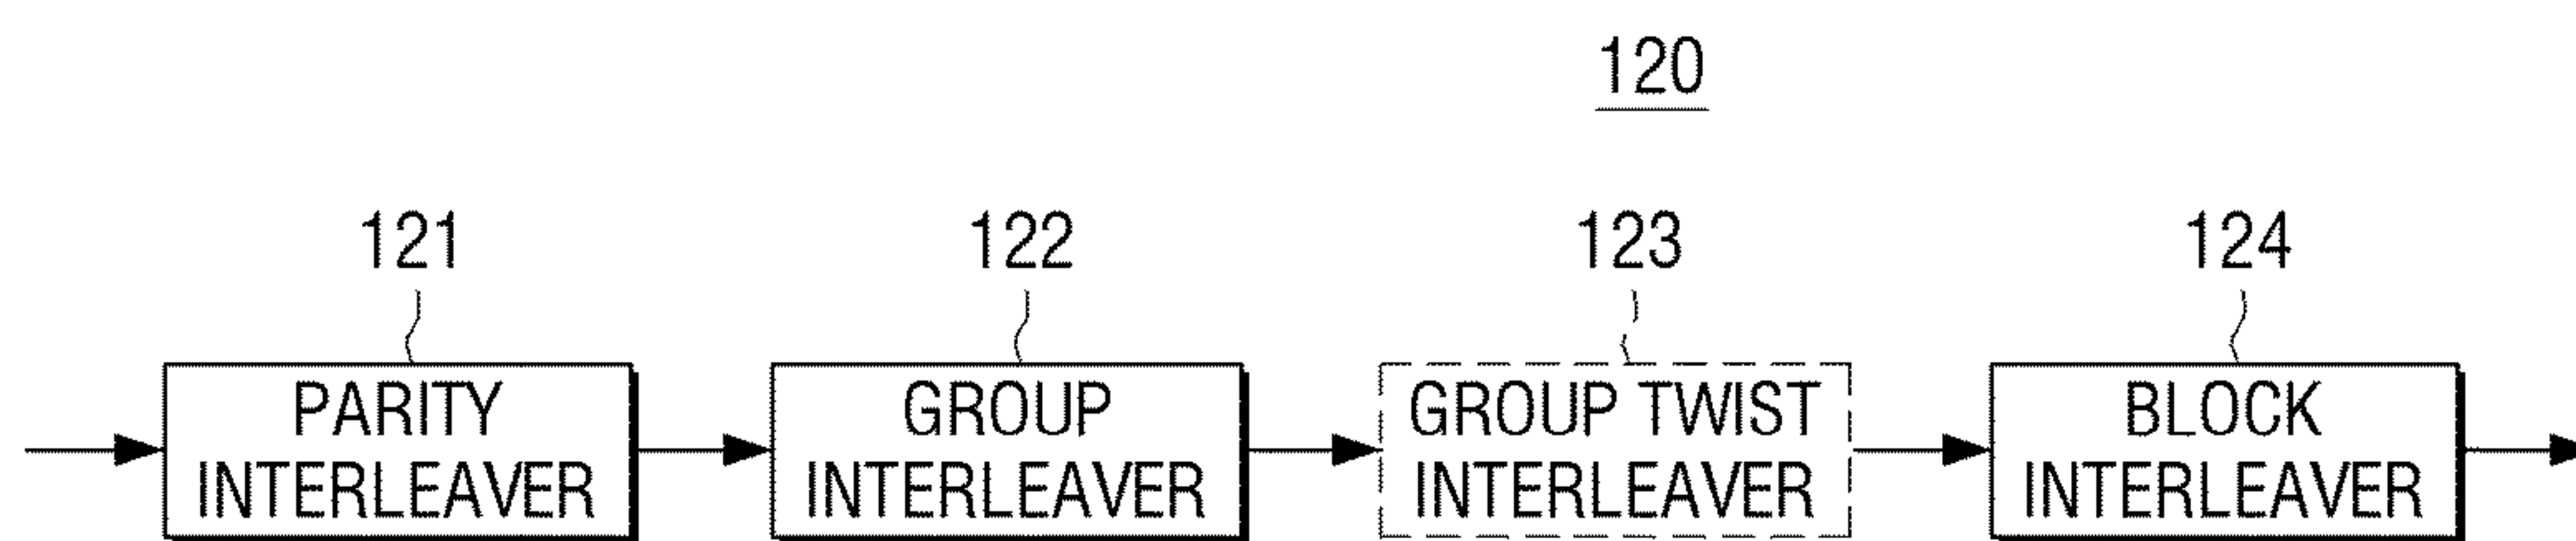 120
121
122
123
124
PARITY
INTERLEAVER
GROUP
INTERLEAVER
GROUP TWIST
INTERLEAVER
BLOCK
INTERLEAVER